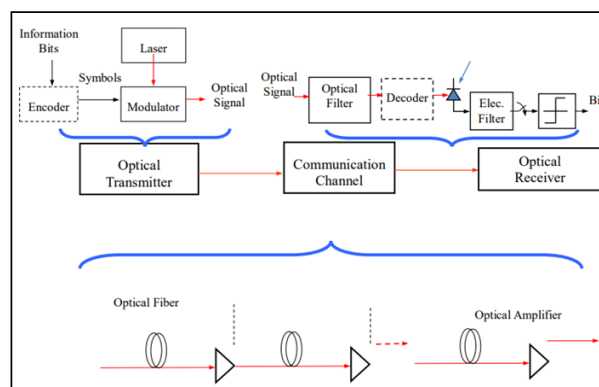 Information
Bits
Laser
Symbols
Encoder
Modulator
Optical
Signal
Optical
Signal
Optical
Filter
Decoder
Elec.
Filter
Optical
Transmitter
Communication
Channel
Optical
Receiver
Optical Fiber
Optical Amplifier